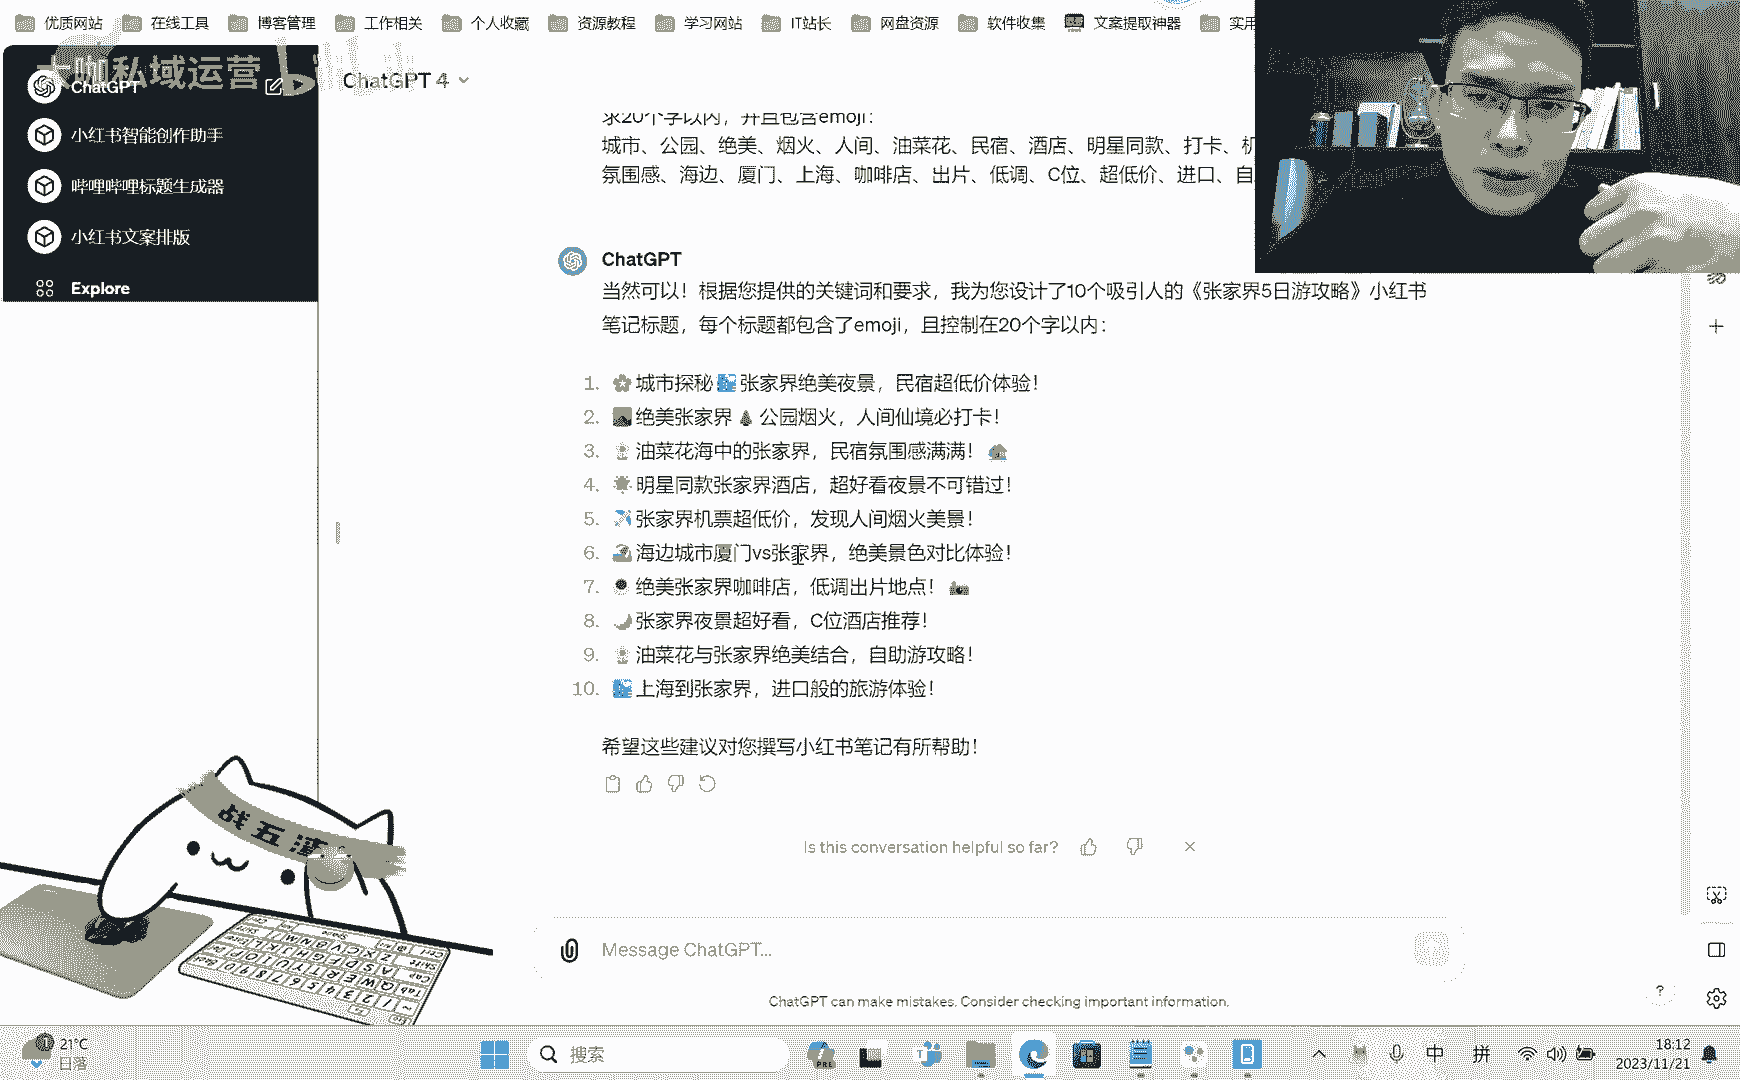 优质网站 在线工具 博客管理 工作相关 个人收藏 资源教程 学习网站 IT站长 网盘资源 软件收集 文案提取神器 实用
大咖私域运营 bilibili
ChatGPT
小红书智能创作助手
哔哩哔哩标题生成器
小红书文案排版
Explore
ChatGPT 4
求20个字以内，并且包含emoji：
城市、公园、绝美、烟火、人间、油菜花、民宿、酒店、明星同款、打卡、机
氛围感、海边、厦门、上海、咖啡店、出片、低调、C位、超低价、进口、自
ChatGPT
当然可以！根据您提供的关键词和要求，我为您设计了10个吸引人的《张家界5日游攻略》小红书
笔记标题，每个标题都包含了emoji，且控制在20个字以内：
1. 🌸城市探秘🌃张家界绝美夜景，民宿超低价体验！
2. 🌄绝美张家界🌲公园烟火，人间仙境必打卡！
3. 🌼油菜花海中的张家界，民宿氛围感满满！🏡
4. 🌟明星同款张家界酒店，超好看夜景不可错过！
5. ✈️张家界机票超低价，发现人间烟火美景！
6. 🌊海边城市厦门vs张家界，绝美景色对比体验！
7. ☕绝美张家界咖啡店，低调出片地点！📸
8. 🌙张家界夜景超好看，C位酒店推荐！
9. 🌼油菜花与张家界绝美结合，自助游攻略！
10. 🌃上海到张家界，进口般的旅游体验！
希望这些建议对您撰写小红书笔记有所帮助！
Is this conversation helpful so far?
Message ChatGPT...
ChatGPT can make mistakes. Consider checking important information.
?
战五渣
21°C
日落
搜索
中 拼
18:12
2023/11/21